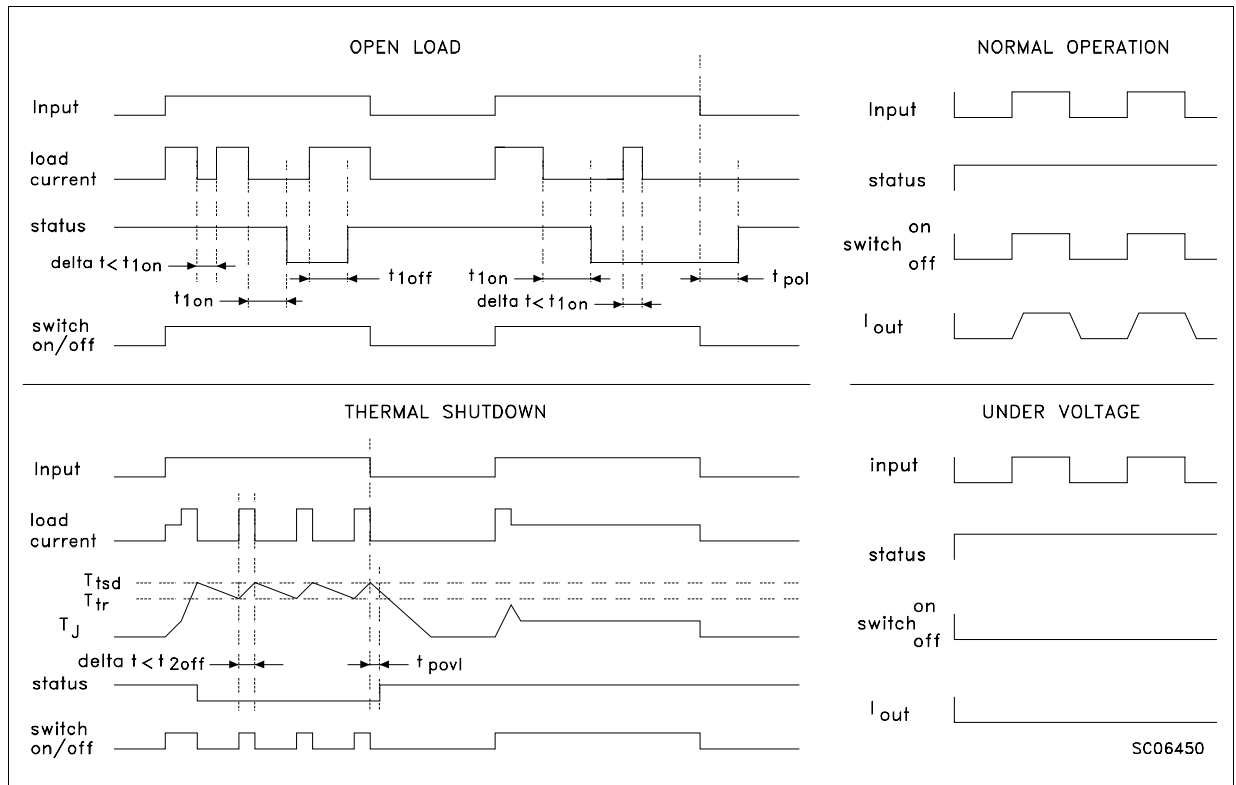 OPEN LOAD
Input
load
current
status
delta t< t1on
t1on
t1off
t1on
delta t< t1on
t pol
switch
on/off
NORMAL OPERATION
Input
status
on
switch
off
I out
THERMAL SHUTDOWN
Input
load
current
Ttsd
Ttr
TJ
delta t < t2off
t povl
status
switch
on/off
UNDER VOLTAGE
input
status
on
switch
off
I out
SC06450